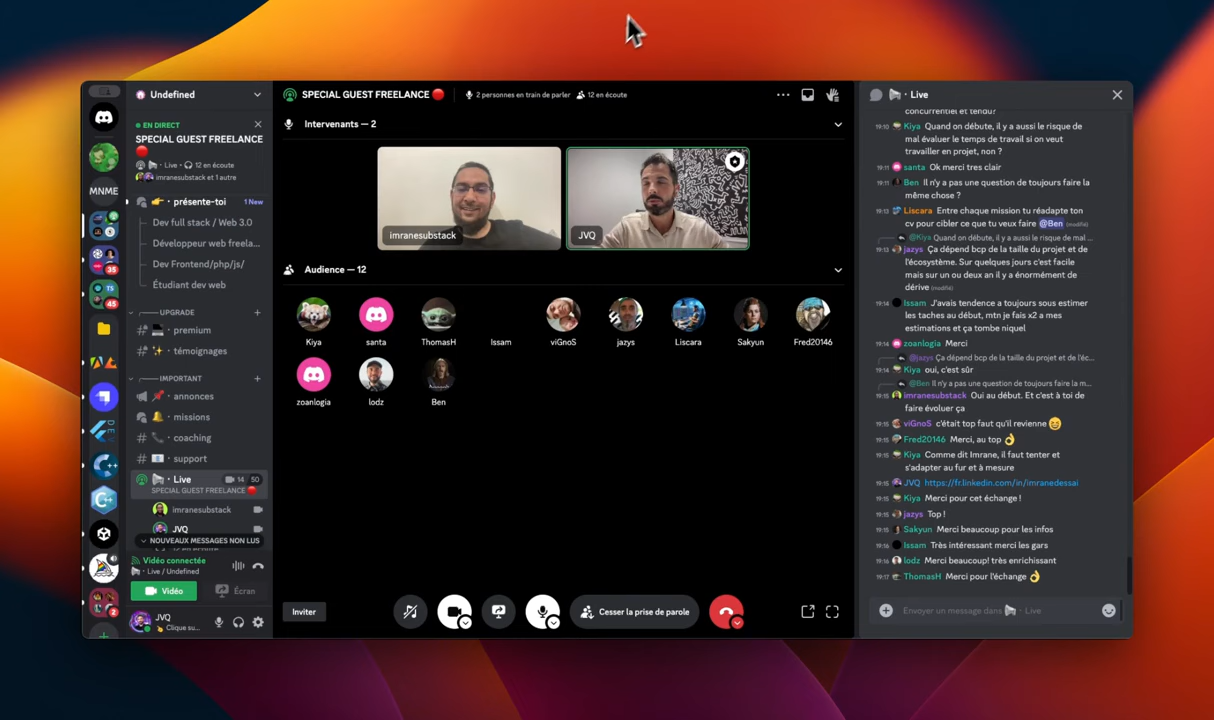 Undefined
EN DIRECT
SPECIAL GUEST FREELANCE
Live • 12 en écoute
imranesubstack et 1 autre
MNME
présente-toi
1 New
Dev full stack / Web 3.0
Développeur web freela...
Dev Frontend/php/js/
Étudiant dev web
35
TS
45
UPGRADE
premium
témoignages
IMPORTANT
annonces
missions
coaching
support
Live
14 50
SPECIAL GUEST FREELANCE
imranesubstack
JVQ
NOUVEAUX MESSAGES NON LUS
DEV
2
Vidéo connectée
Live / Undefined
Vidéo
Écran
JVQ
Clique su...
SPECIAL GUEST FREELANCE
2 personnes en train de parler
12 en écoute
Intervenants — 2
imranesubstack
JVQ
Audience — 12
Kiya
santa
ThomasH
Issam
viGnoS
jazys
Liscara
Sakyun
Fred20146
zoanlogia
lodz
Ben
Inviter
Cesser la prise de parole
Live
concurrentiel et tendu?
19:10 Kiya Quand on débute, il y a aussi le risque de
mal évaluer le temps de travail si on veut
travailler en projet, non ?
19:11 santa Ok merci tres clair
19:11 Ben Il n'y a pas une question de toujours faire la
même chose ?
19:13 Liscara Entre chaque mission tu réadapte ton
cv pour cibler ce que tu veux faire @Ben (modifié)
@Kiya Quand on débute, il y a aussi le risque de mal ...
19:13 jazys Ça dépend bcp de la taille du projet et de
l'écosystème. Sur quelques jours c'est facile
mais sur un ou deux an il y a énormément de
dérive (modifié)
19:14 Issam J'avais tendence a toujours sous estimer
les taches au début, mtn je fais x2 a mes
estimations et ça tombe niquel
19:14 zoanlogia Merci
@jazys Ça dépend bcp de la taille du projet et de l'éc...
19:14 Kiya oui, c'est sûr
@Ben Il n'y a pas une question de toujours faire la m...
19:15 imranesubstack Oui au début. Et c'est à toi de
faire évoluer ça
19:15 viGnoS c'était top faut qu'il revienne
19:15 Fred20146 Merci, au top
19:15 Kiya Comme dit Imrane, il faut tenter et
s'adapter au fur et à mesure
19:15 JVQ https://fr.linkedin.com/in/imranedessai
19:15 Kiya Merci pour cet échange !
19:15 jazys Top !
19:15 Sakyun Merci beaucoup pour les infos
19:16 Issam Très intéressant merci les gars
19:16 lodz Merci beaucoup! très enrichissant
19:17 ThomasH Merci pour l'échange
Envoyer un message dans Live